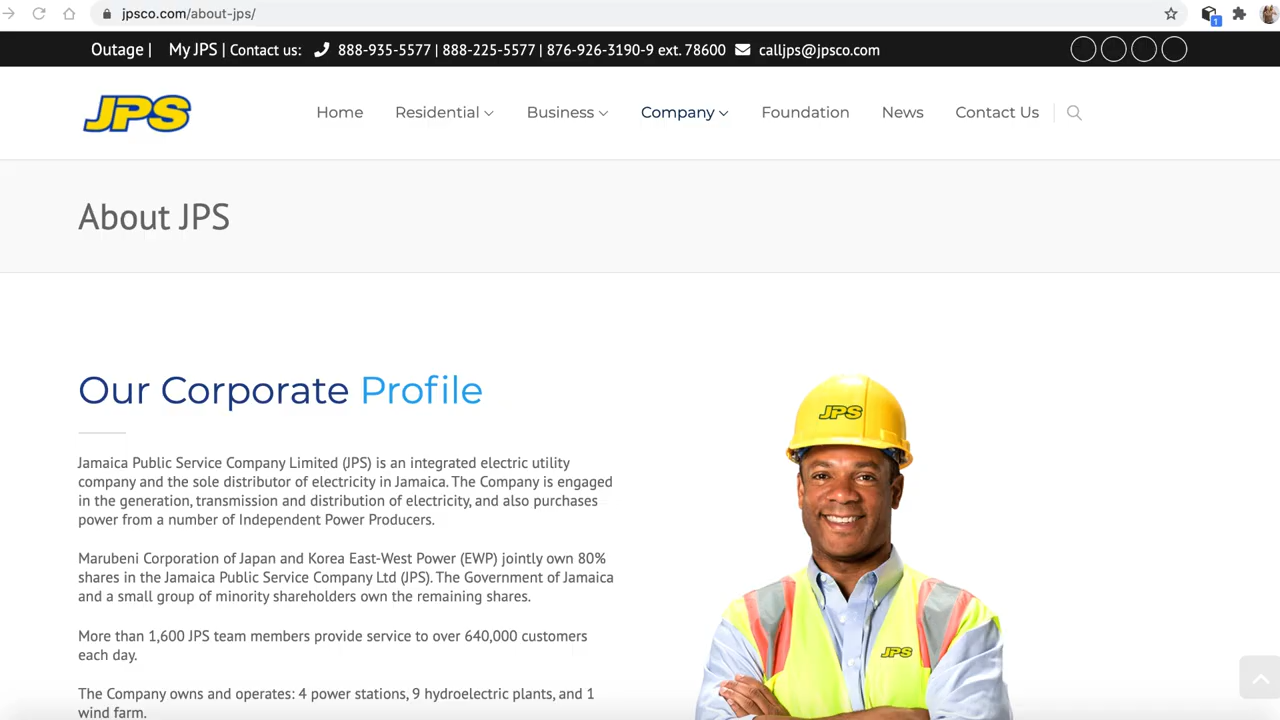 jpsco.com/about-jps/
1
Outage | My JPS | Contact us: 888-935-5577 | 888-225-5577 | 876-926-3190-9 ext. 78600 calljps@jpsco.com
JPS Home Residential Business Company Foundation News Contact Us
About JPS
Our Corporate Profile
Jamaica Public Service Company Limited (JPS) is an integrated electric utility
company and the sole distributor of electricity in Jamaica. The Company is engaged
in the generation, transmission and distribution of electricity, and also purchases
power from a number of Independent Power Producers.
Marubeni Corporation of Japan and Korea East-West Power (EWP) jointly own 80%
shares in the Jamaica Public Service Company Ltd (JPS). The Government of Jamaica
and a small group of minority shareholders own the remaining shares.
More than 1,600 JPS team members provide service to over 640,000 customers
each day.
The Company owns and operates: 4 power stations, 9 hydroelectric plants, and 1
wind farm.
JPS
JPS